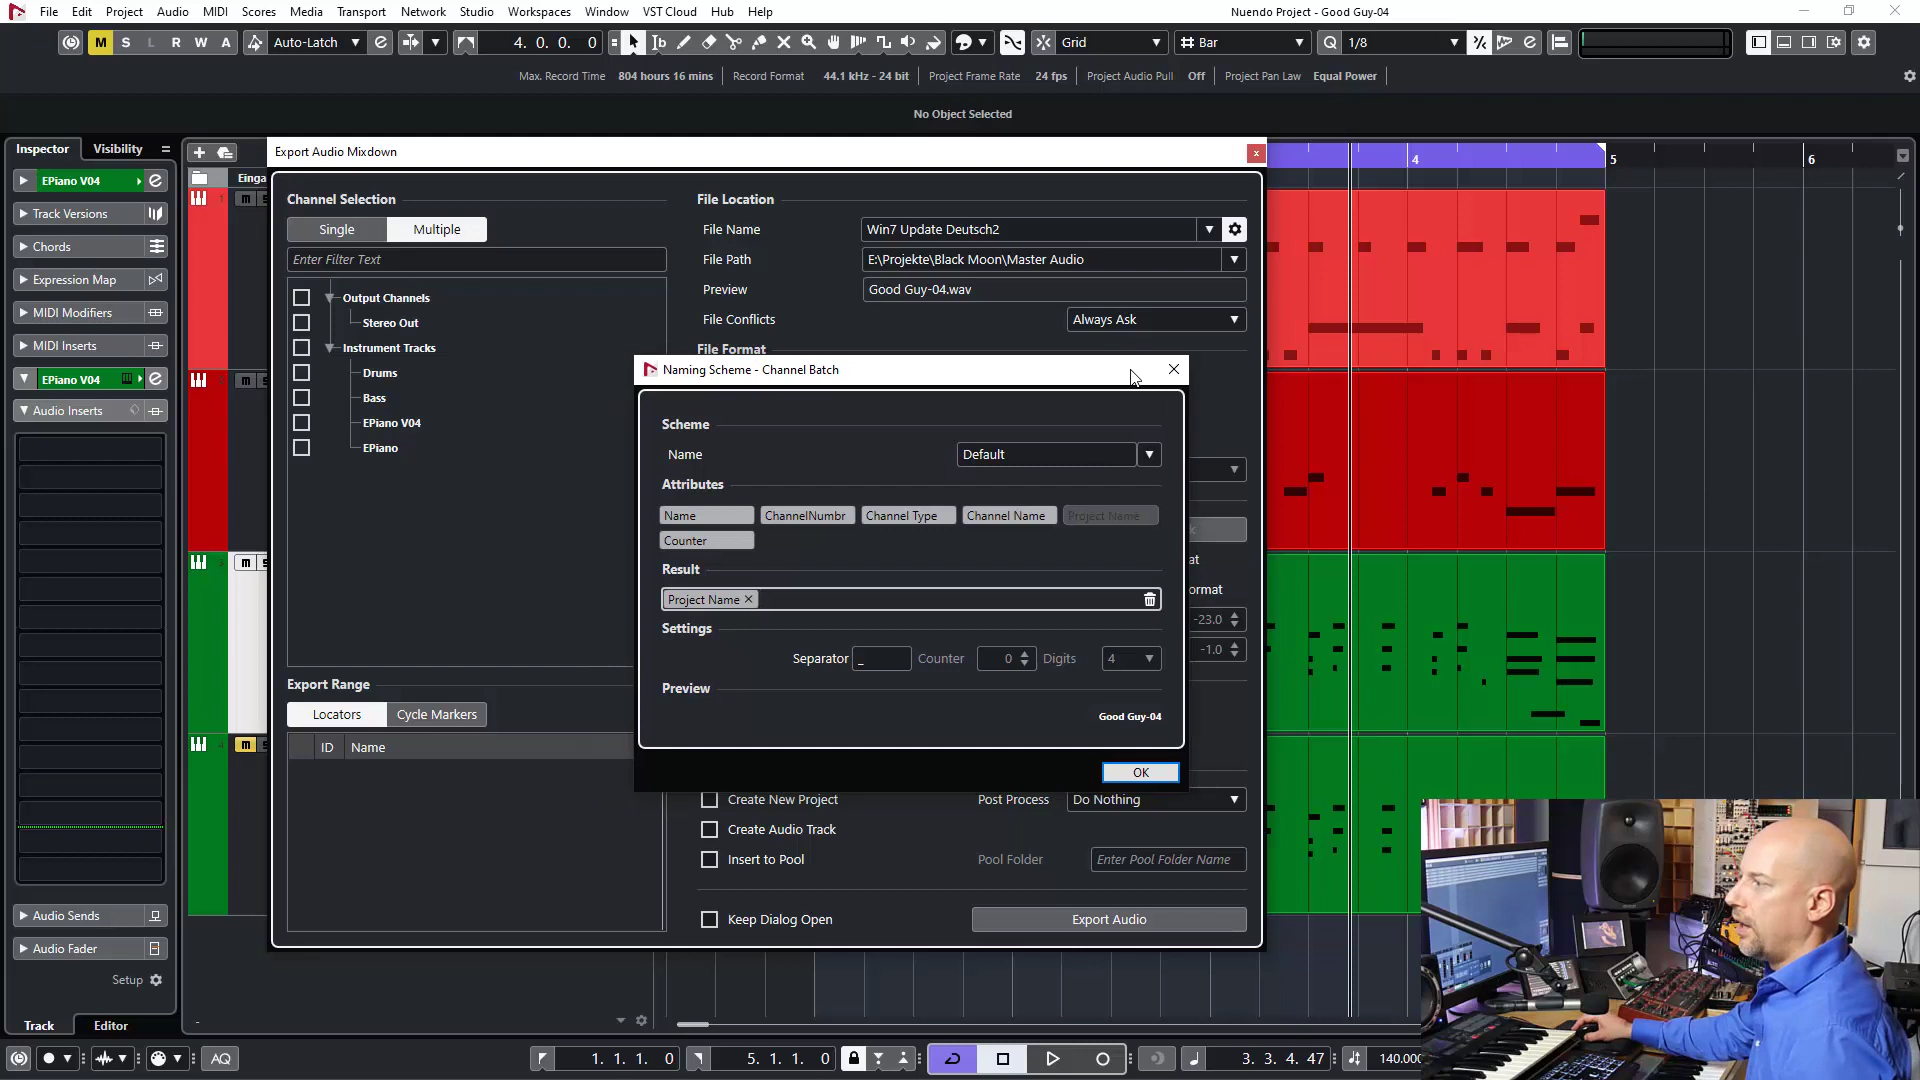 File Edit Project Audio MIDI Scores Media Transport Network Studio Workspaces Window VST Cloud Hub Help Nuendo Project - Good Guy-04
M S L R W A Auto-Latch 4. 0. 0. 0 Grid Bar Q 1/8
Max. Record Time 804 hours 16 mins Record Format 44.1 kHz - 24 bit Project Frame Rate 24 fps Project Audio Pull Off Project Pan Law Equal Power
No Object Selected
Inspector Visibility
Export Audio Mixdown
4 5 6
EPiano V04
Track Versions
Chords
Expression Map
MIDI Modifiers
MIDI Inserts
EPiano V04
Audio Inserts
Audio Sends
Audio Fader
Setup
Track Editor
Einga
Channel Selection
Single Multiple
Enter Filter Text
Output Channels
Stereo Out
Instrument Tracks
Drums
Bass
EPiano V04
EPiano
Export Range
Locators Cycle Markers
ID Name
File Location
File Name Win7 Update Deutsch2
File Path E:\Projekte\Black Moon\Master Audio
Preview Good Guy-04.wav
File Conflicts Always Ask
File Format
Naming Scheme - Channel Batch
Scheme
Name Default
Attributes
Name ChannelNumbr Channel Type Channel Name Project Name
Counter
Result
Project Name
Settings
Separator _ Counter 0 Digits 4
Preview
Good Guy-04
OK
at
ormat
-23.0
-1.0
Create New Project Post Process Do Nothing
Create Audio Track
Insert to Pool Pool Folder Enter Pool Folder Name
Keep Dialog Open Export Audio
AQ 1. 1. 1. 0 5. 1. 1. 0 3. 3. 4. 47 140.000